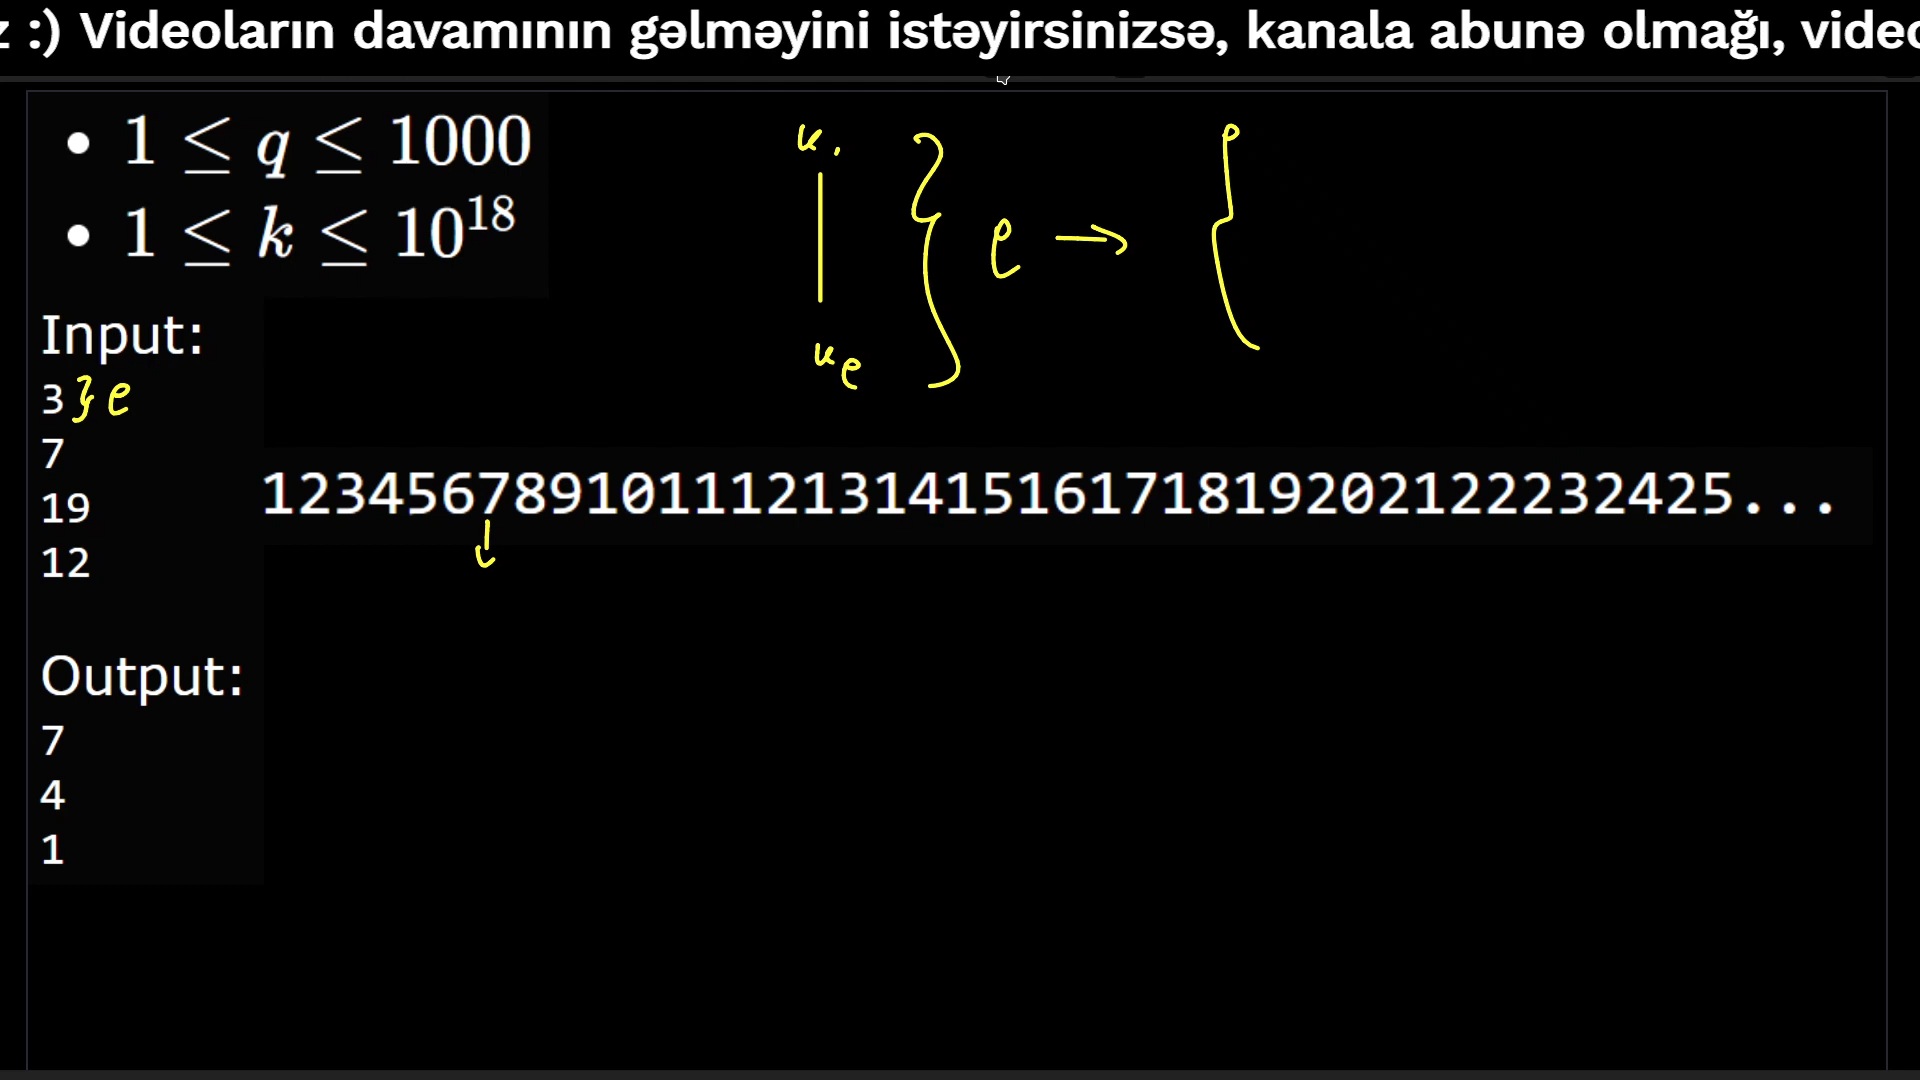 :) Videoların davamının gəlməyini istəyirsinizsə, kanala abunə olmağı,
• 1 ≤ q ≤ 1000
• 1 ≤ k ≤ 10^18
Input:
3
7
19
12
12345678910111213141516171819202122232425...
Output:
7
4
1